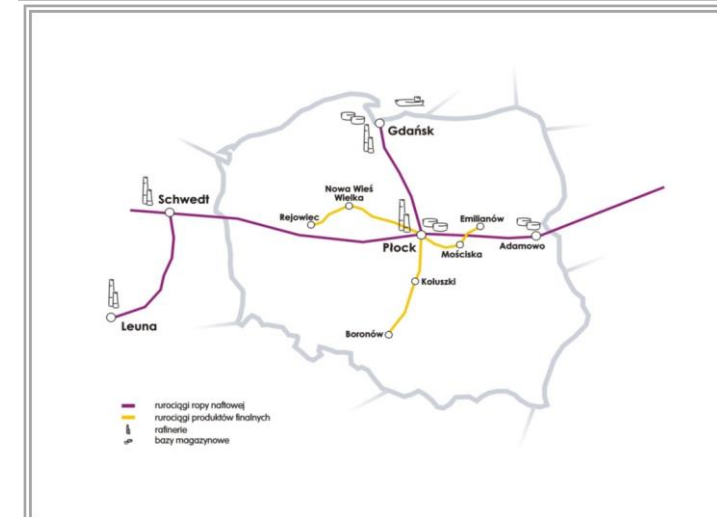 Gdańsk
Schwedt
Nowa Wieś
Wielka
Rejowiec
Emilianów
Płock
Mościska
Adamowo
Kołuszki
Leuna
Boronów
rurociągi ropy naftowej
rurociągi produktów finalnych
rafinerie
bazy magazynowe